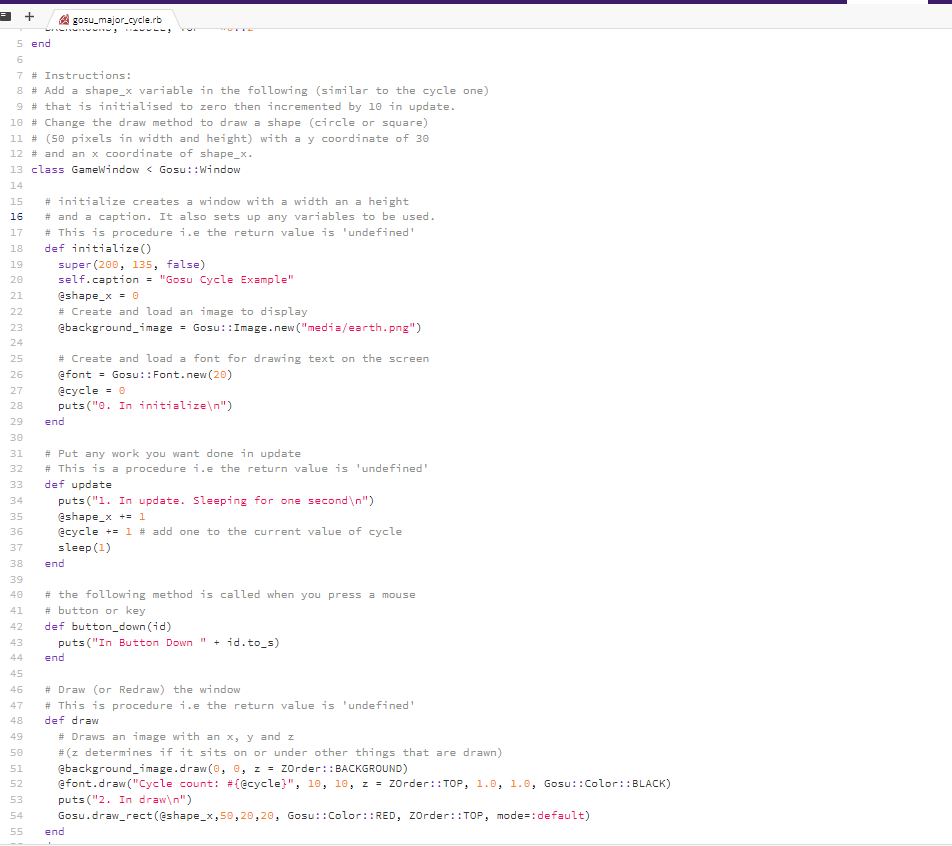 gosu_major_cycle.rb
5 end
6
7 # Instructions:
8 # Add a shape_x variable in the following (similar to the cycle one)
9 # that is initialised to zero then incremented by 10 in update.
10 # Change the draw method to draw a shape (circle or square)
11 # (50 pixels in width and height) with a y coordinate of 30
12 # and an x coordinate of shape_x.
13 class GameWindow < Gosu::Window
14
15   # initialize creates a window with a width an a height
16   # and a caption. It also sets up any variables to be used.
17   # This is procedure i.e the return value is 'undefined'
18   def initialize()
19     super(200, 135, false)
20     self.caption = "Gosu Cycle Example"
21     @shape_x = 0
22     # Create and load an image to display
23     @background_image = Gosu::Image.new("media/earth.png")
24
25     # Create and load a font for drawing text on the screen
26     @font = Gosu::Font.new(20)
27     @cycle = 0
28     puts("0. In initialize\n")
29   end
30
31   # Put any work you want done in update
32   # This is a procedure i.e the return value is 'undefined'
33   def update
34     puts("1. In update. Sleeping for one second\n")
35     @shape_x += 1
36     @cycle += 1 # add one to the current value of cycle
37     sleep(1)
38   end
39
40   # the following method is called when you press a mouse
41   # button or key
42   def button_down(id)
43     puts("In Button Down " + id.to_s)
44   end
45
46   # Draw (or Redraw) the window
47   # This is procedure i.e the return value is 'undefined'
48   def draw
49     # Draws an image with an x, y and z
50     #(z determines if it sits on or under other things that are drawn)
51     @background_image.draw(0, 0, z = ZOrder::BACKGROUND)
52     @font.draw("Cycle count: #{@cycle}", 10, 10, z = ZOrder::TOP, 1.0, 1.0, Gosu::Color::BLACK)
53     puts("2. In draw\n")
54     Gosu.draw_rect(@shape_x,50,20,20, Gosu::Color::RED, ZOrder::TOP, mode=:default)
55   end